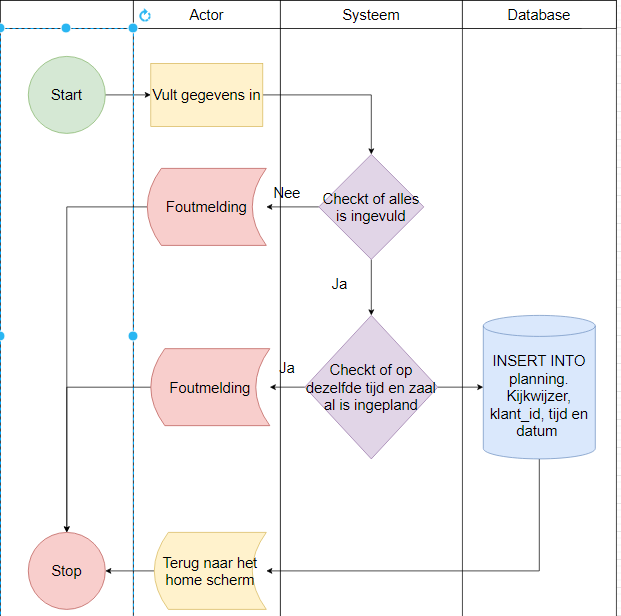 Actor
Systeem
Database
Start
Vult gegevens in
Nee
Foutmelding
Checkt of alles
is ingevuld
Ja
Ja
Foutmelding
Checkt of op
dezelfde tijd en zaal
al is ingepland
INSERT INTO
planning.
Kijkwijzer,
klant_id, tijd en
datum
Stop
Terug naar het
home scherm